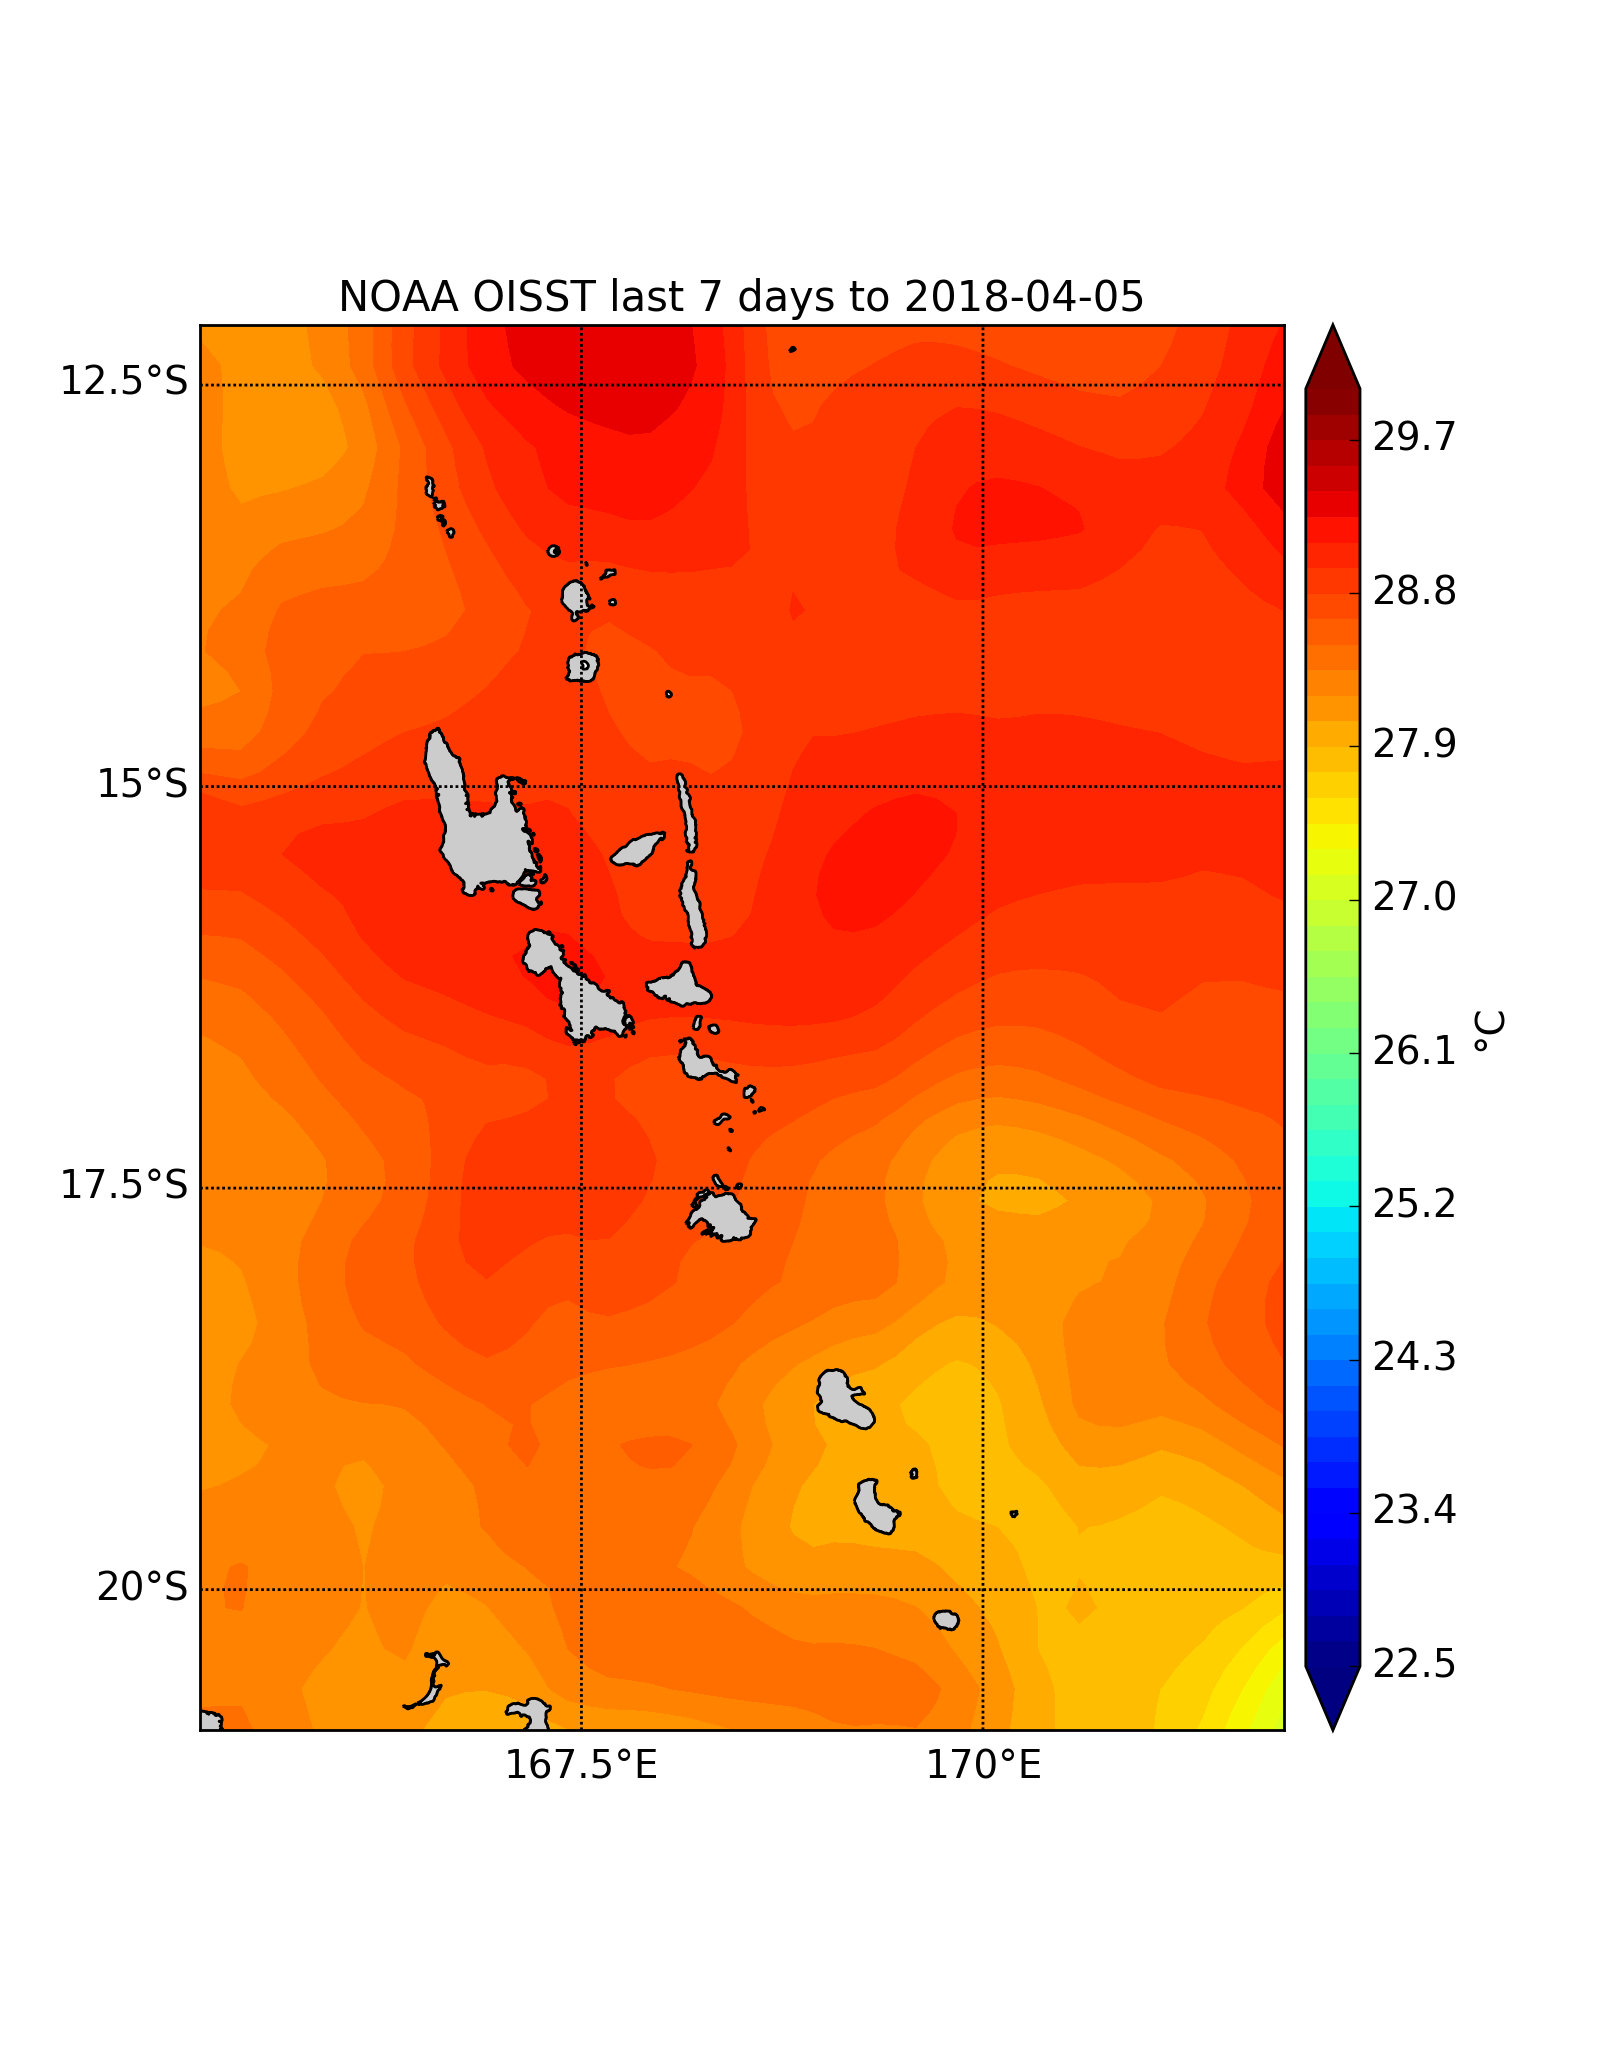 NOAA OISST last 7 days to 2018-04-05
12.5°S
15°S
17.5°S
20°S
167.5°E
170°E
29.7
28.8
27.9
27.0
26.1
25.2
24.3
23.4
22.5
°C